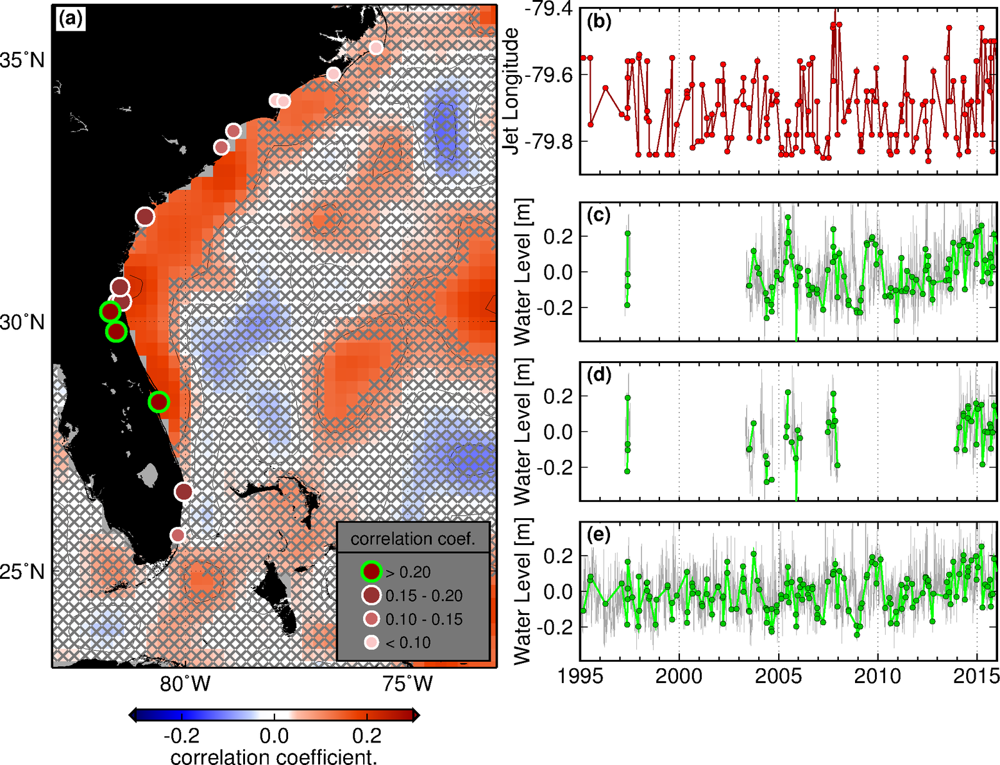 (a)
35°N
30°N
25°N
80°W
75°W
correlation coef.
> 0.20
0.15 - 0.20
0.10 - 0.15
< 0.10
-0.2
0.0
0.2
correlation coefficient.
(b)
Jet Longitude
-79.4
-79.6
-79.8
(c)
Water Level [m]
0.2
0.0
-0.2
(d)
Water Level [m]
0.2
0.0
-0.2
(e)
Water Level [m]
0.2
0.0
-0.2
1995
2000
2005
2010
2015